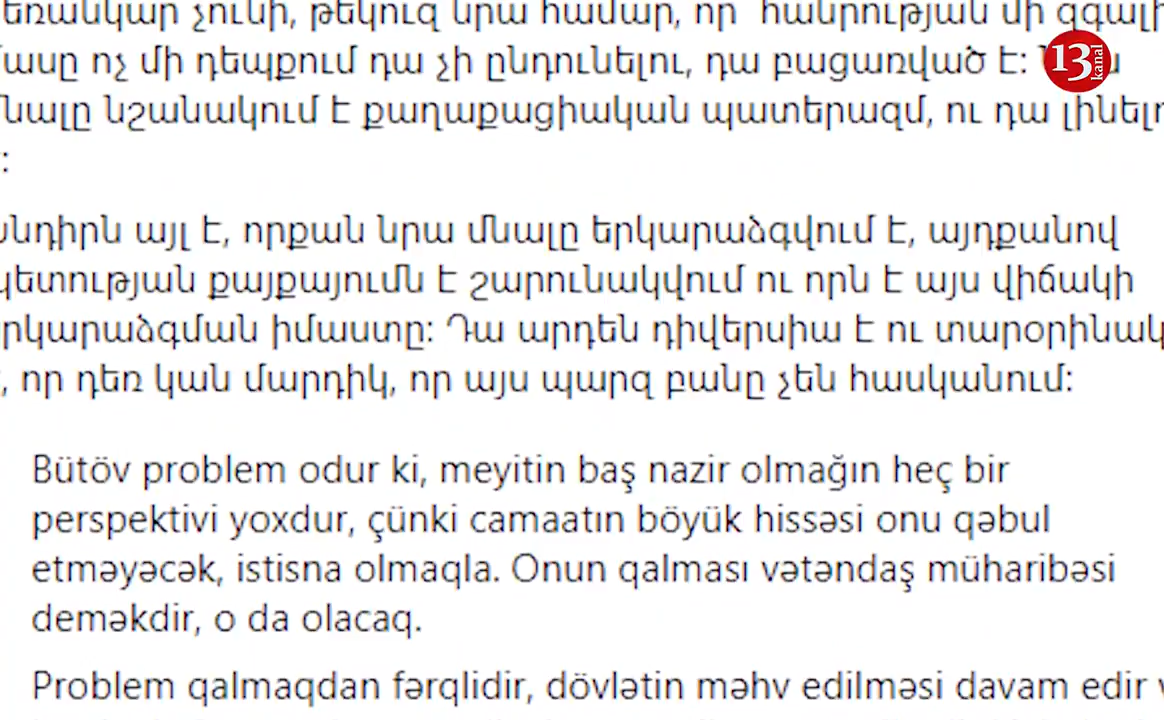 եռանկար չունի, թեկուզ նրա համար, որ հանրության մի զգալի
մասը ոչ մի դեպքում դա չի ընդունելու, դա բացառված է:
մնալը նշանակում է քաղաքացիական պատերազմ, ու դա լինելո
:
խնդիրն այլ է, որքան նրա մնալը երկարաձգվում է, այդքանով
պետության քայքայումն է շարունակվում ու որն է այս վիճակի
րկարաձգման իմաստը: Դա արդեն դիվերսիա է ու տարօրինակ
, որ դեռ կան մարդիկ, որ այս պարզ բանը չեն հասկանում:
Bütöv problem odur ki, meyitin baş nazir olmağın heç bir
perspektivi yoxdur, çünki camaatın böyük hissəsi onu qəbul
etməyəcək, istisna olmaqla. Onun qalması vətəndaş müharibəsi
deməkdir, o da olacaq.
Problem qalmaqdan fərqlidir, dövlətin məhv edilməsi davam edir
13 kanal